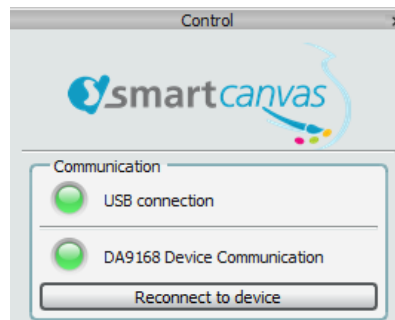 Control
smartcanvas
Communication
USB connection
DA9168 Device Communication
Reconnect to device